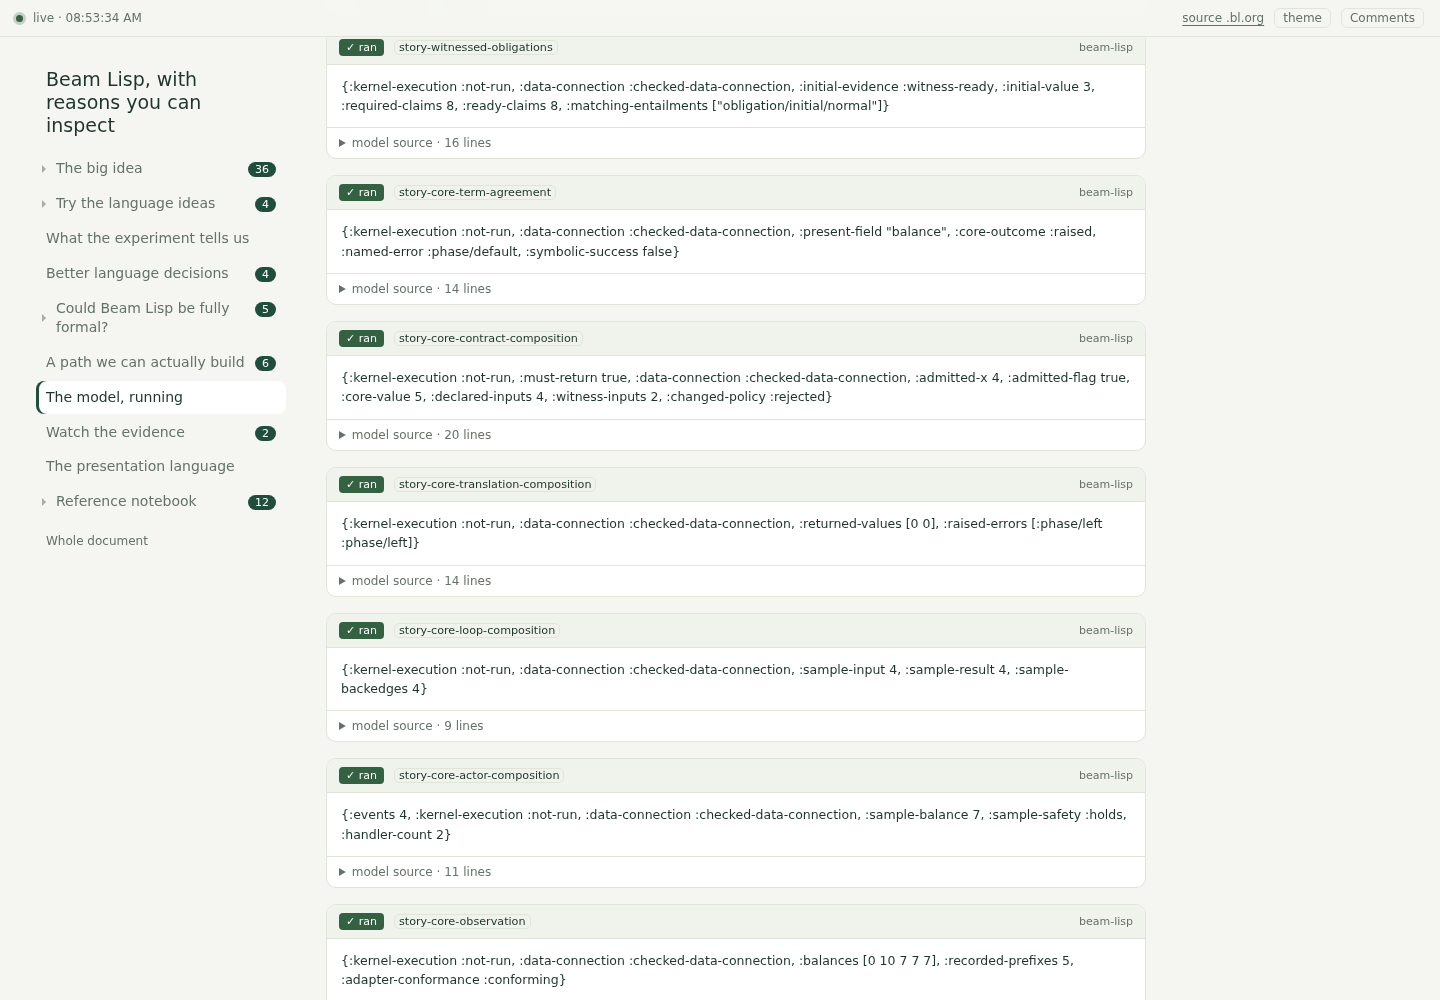 live · 08:53:34 AM
source .bl.org
theme
Comments
Beam Lisp, with
reasons you can
inspect
The big idea 36
Try the language ideas 4
What the experiment tells us
Better language decisions 4
Could Beam Lisp be fully 5
formal?
A path we can actually build 6
The model, running
Watch the evidence 2
The presentation language
Reference notebook 12
Whole document
✓ ran story-witnessed-obligations beam-lisp
{:kernel-execution :not-run, :data-connection :checked-data-connection, :initial-evidence :witness-ready, :initial-value 3,
:required-claims 8, :ready-claims 8, :matching-entailments ["obligation/initial/normal"]}
▶ model source · 16 lines
✓ ran story-core-term-agreement beam-lisp
{:kernel-execution :not-run, :data-connection :checked-data-connection, :present-field "balance", :core-outcome :raised,
:named-error :phase/default, :symbolic-success false}
▶ model source · 14 lines
✓ ran story-core-contract-composition beam-lisp
{:kernel-execution :not-run, :must-return true, :data-connection :checked-data-connection, :admitted-x 4, :admitted-flag true,
:core-value 5, :declared-inputs 4, :witness-inputs 2, :changed-policy :rejected}
▶ model source · 20 lines
✓ ran story-core-translation-composition beam-lisp
{:kernel-execution :not-run, :data-connection :checked-data-connection, :returned-values [0 0], :raised-errors [:phase/left
:phase/left]}
▶ model source · 14 lines
✓ ran story-core-loop-composition beam-lisp
{:kernel-execution :not-run, :data-connection :checked-data-connection, :sample-input 4, :sample-result 4, :sample-
backedges 4}
▶ model source · 9 lines
✓ ran story-core-actor-composition beam-lisp
{:events 4, :kernel-execution :not-run, :data-connection :checked-data-connection, :sample-balance 7, :sample-safety :holds,
:handler-count 2}
▶ model source · 11 lines
✓ ran story-core-observation beam-lisp
{:kernel-execution :not-run, :data-connection :checked-data-connection, :balances [0 10 7 7 7], :recorded-prefixes 5,
:adapter-conformance :conforming}